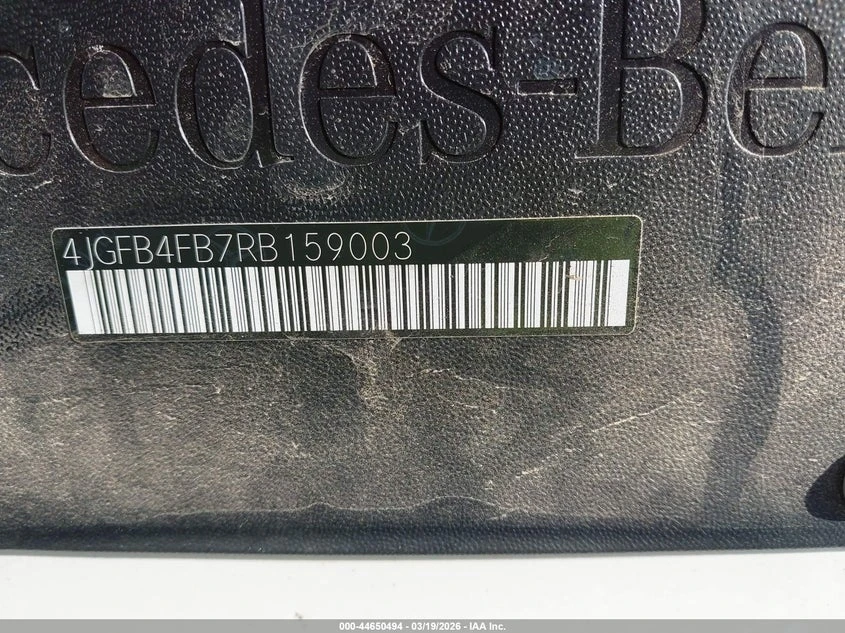 cedes-Be
4JGFB4FB7RB159003
000-44650494 - 03/19/2026 - IAA Inc.